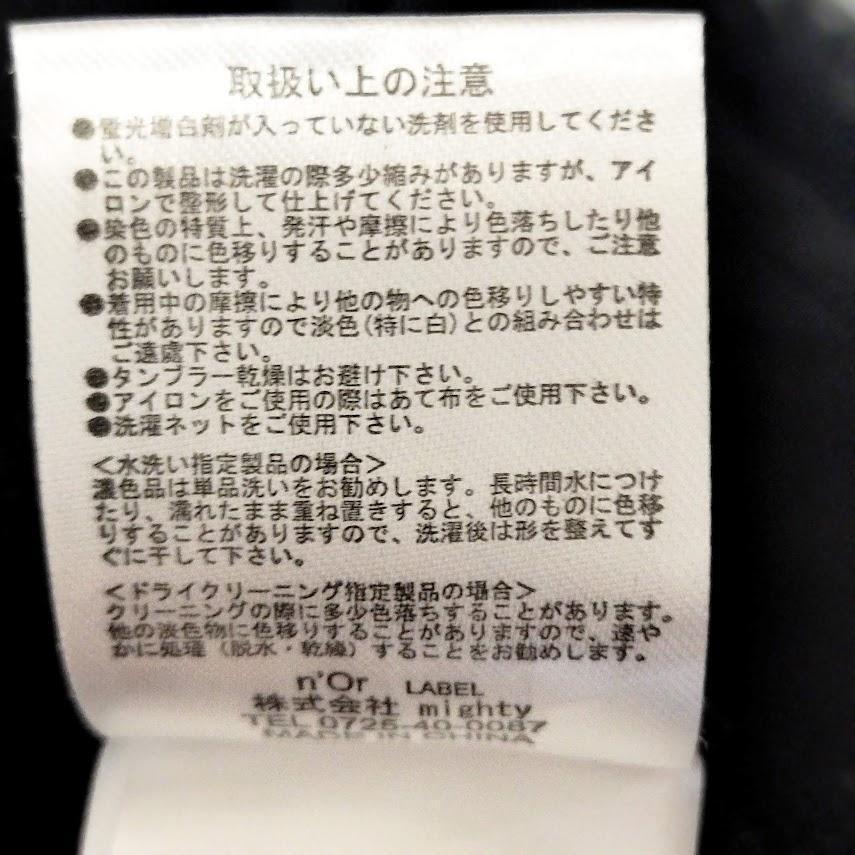 取扱い上の注意
●蛍光増白剤が入っていない洗剤を使用してくださ
い。
●この製品は洗濯の際多少縮みがありますが、アイ
ロンで整形して仕上げてください。
●染色の特質上、発汗や摩擦により色落ちしたり他
のものに色移りすることがありますので、ご注意
お願いします。
●着用中の摩擦により他の物への色移りしやすい特
性がありますので淡色(特に白)との組み合わせは
ご遠慮下さい。
●タンブラー乾燥はお避け下さい。
●アイロンをご使用の際はあて布をご使用下さい。
●洗濯ネットをご使用下さい。
＜水洗い指定製品の場合＞
濃色品は単品洗いをお勧めします。長時間水につけ
たり、濡れたまま重ね置きすると、他のものに色移
りすることがありますので、洗濯後は形を整えてす
ぐに干して下さい。
＜ドライクリーニング指定製品の場合＞
クリーニングの際に多少色落ちすることがあります。
他の淡色物に色移りすることがありますので、速や
かに処理（脱水・乾燥）することをお勧めします。
n'Or LABEL
株式会社 mighty
TEL 0725-40-0087
MADE IN CHINA